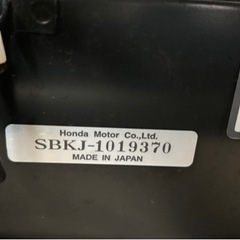 Honda Motor Co.,Ltd.
SBKJ-1019370
MADE IN JAPAN